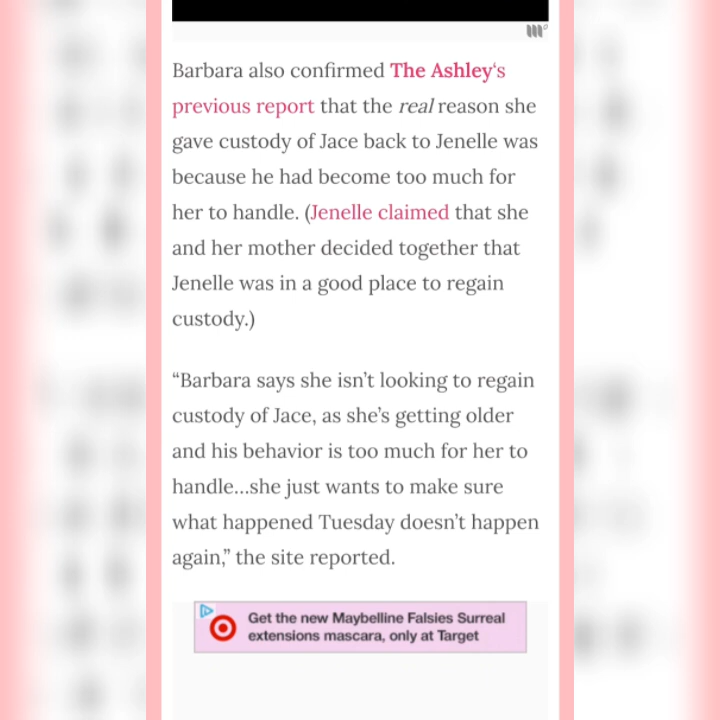 Barbara also confirmed The Ashley‘s
previous report that the real reason she
gave custody of Jace back to Jenelle was
because he had become too much for
her to handle. (Jenelle claimed that she
and her mother decided together that
Jenelle was in a good place to regain
custody.)
“Barbara says she isn’t looking to regain
custody of Jace, as she’s getting older
and his behavior is too much for her to
handle…she just wants to make sure
what happened Tuesday doesn’t happen
again,” the site reported.
Get the new Maybelline Falsies Surreal
extensions mascara, only at Target